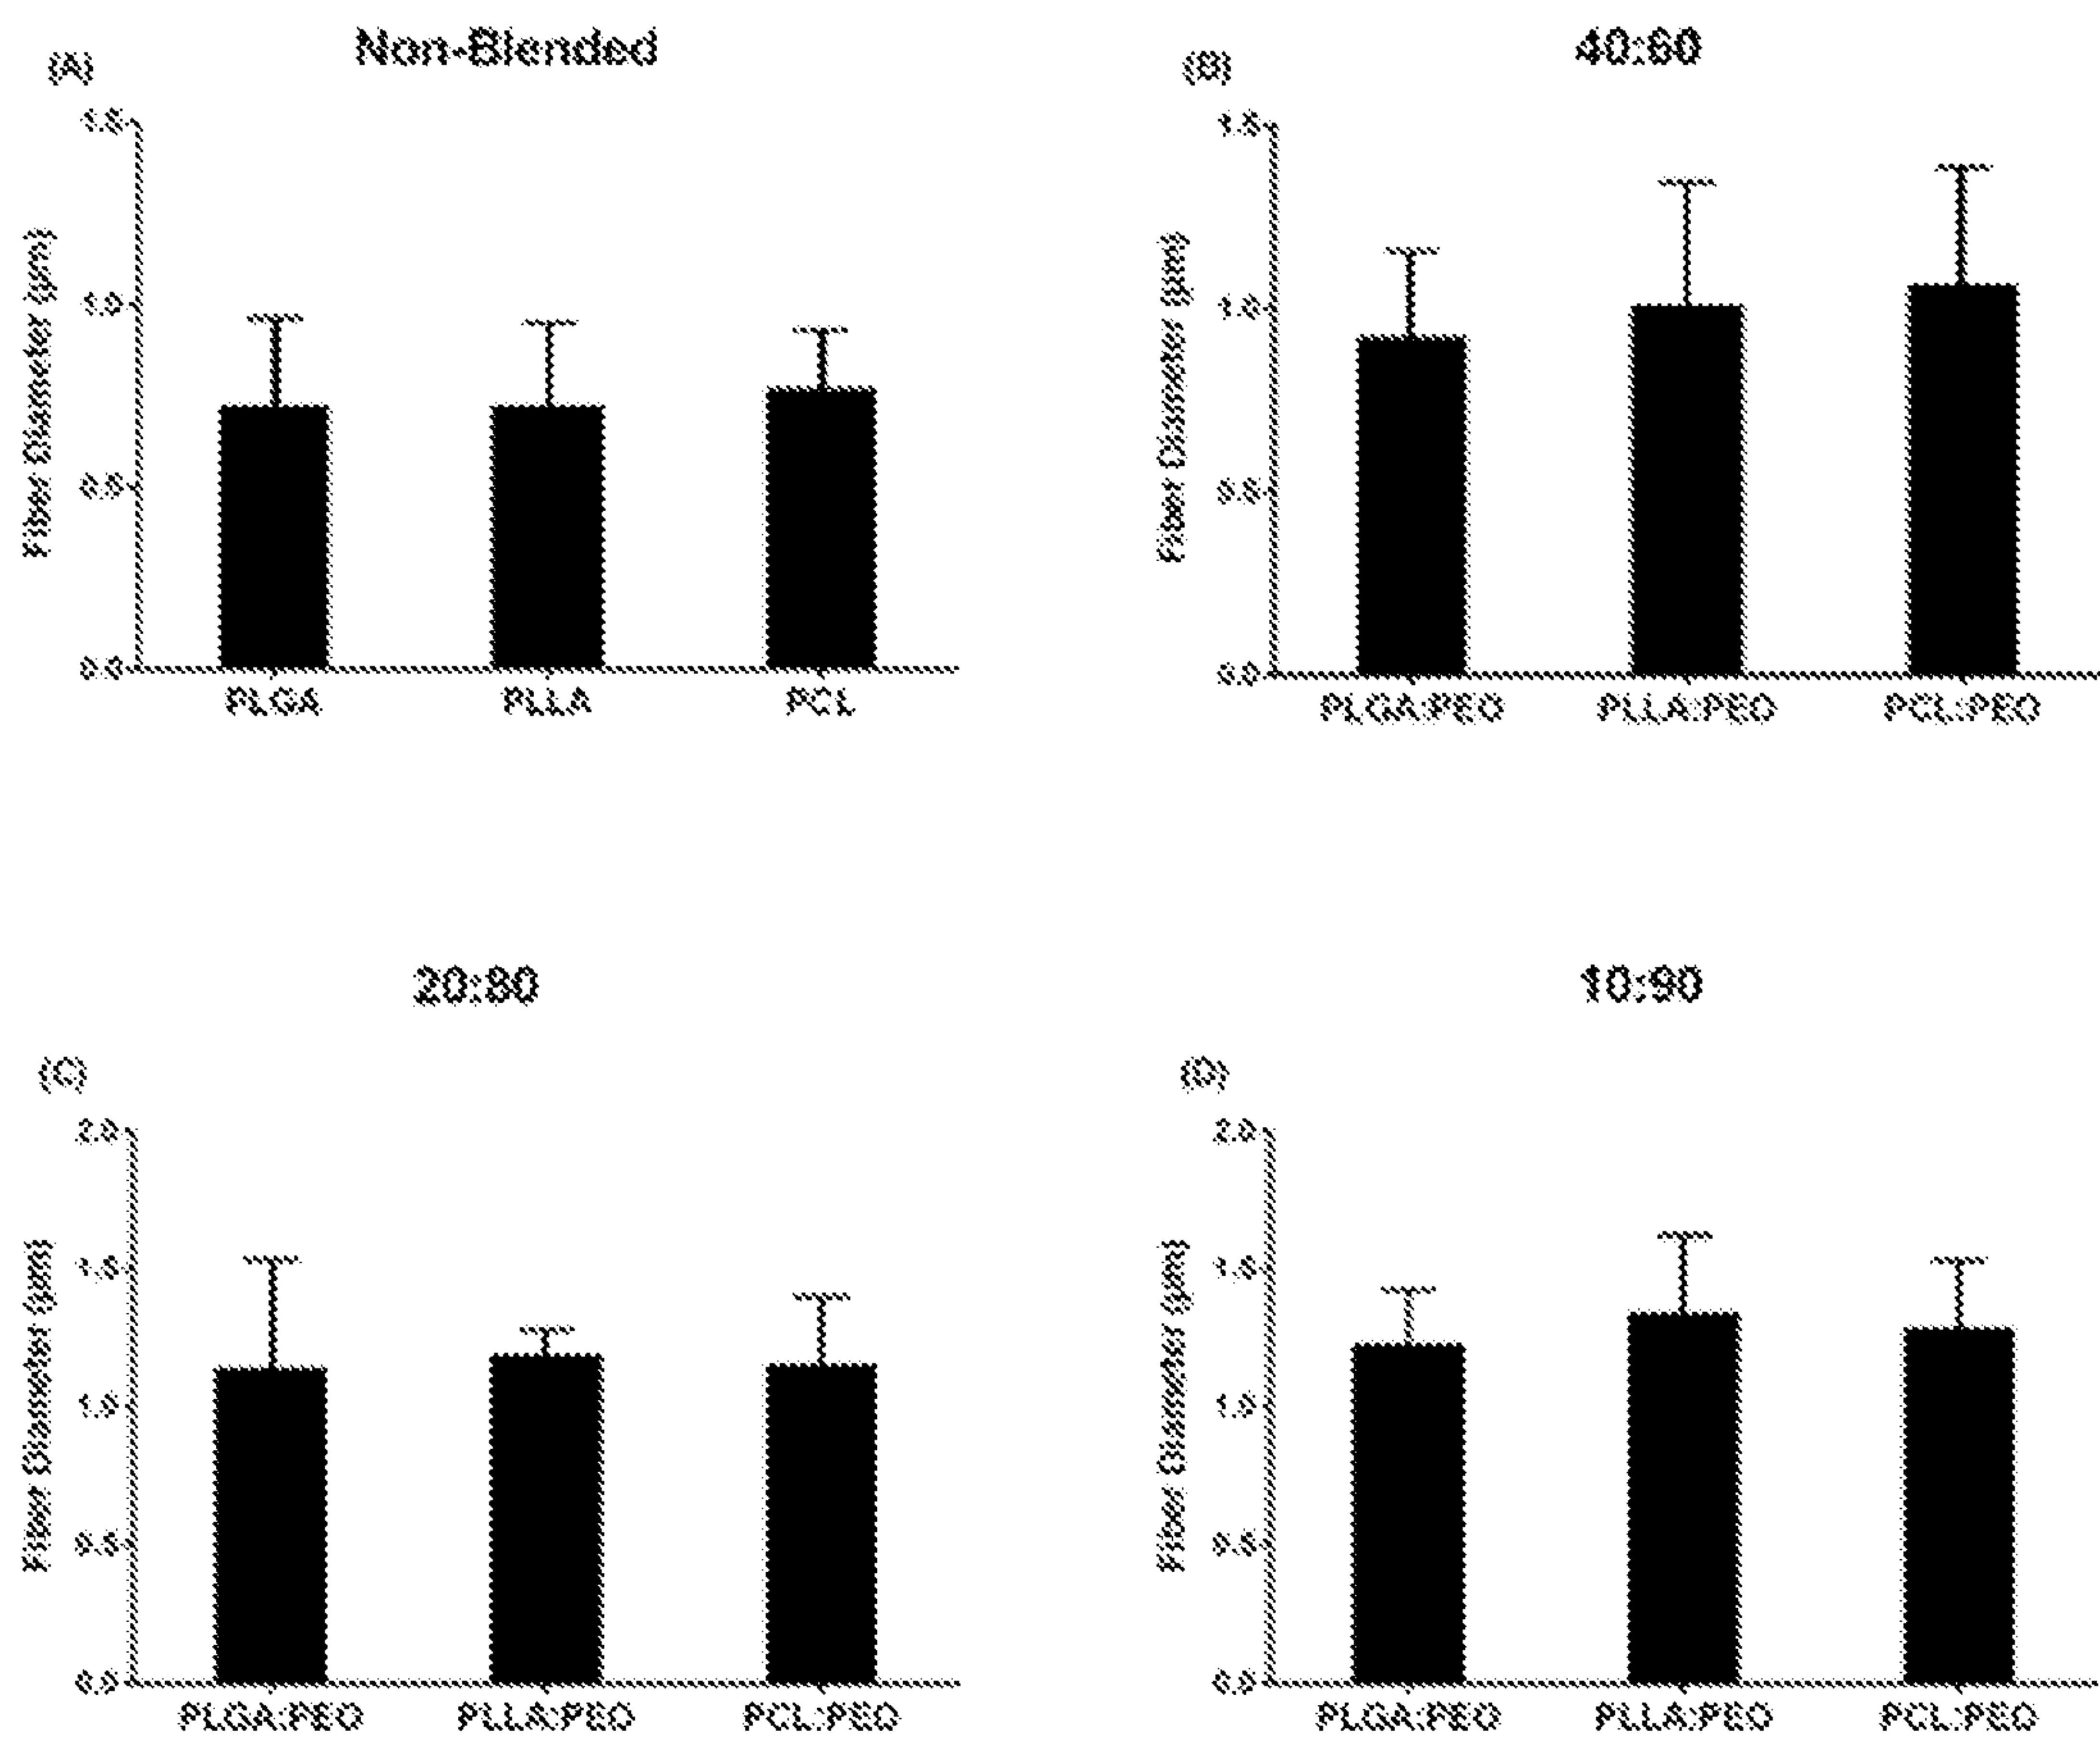 (A)
Non-Blended
1.5
1.0
0.5
0.0
Fiber Diameter (μm)
PLGA
PLLA
PCL
(B)
40:60
1.5
1.0
0.5
0.0
Fiber Diameter (μm)
PLGA:PEO
PLLA:PEO
PCL:PEO
20:80
(C)
2.0
1.5
1.0
0.5
0.0
Fiber Diameter (μm)
PLGA:PEO
PLLA:PEO
PCL:PEO
10:90
(D)
2.0
1.5
1.0
0.5
0.0
Fiber Diameter (μm)
PLGA:PEO
PLLA:PEO
PCL:PEO